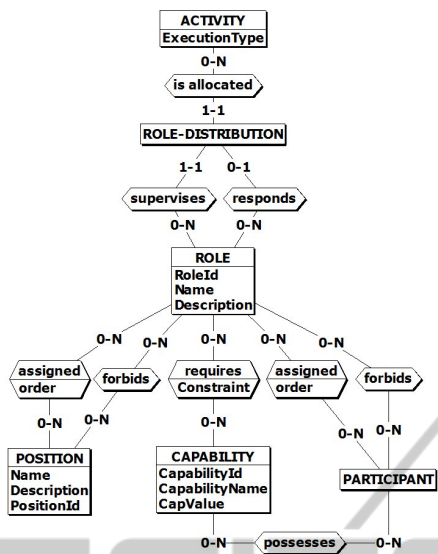 ACTIVITY
ExecutionType
0-N
is allocated
1-1
ROLE-DISTRIBUTION
1-1 0-1
supervises responds
0-N 0-N
ROLE
RoleId
Name
Description
0-N 0-N 0-N 0-N 0-N
assigned
order
forbids
requires
Constraint
assigned
order
forbids
0-N 0-N 0-N 0-N 0-N
POSITION
Name
Description
PositionId
CAPABILITY
CapabilityId
CapabilityName
CapValue
PARTICIPANT
0-N possesses 0-N